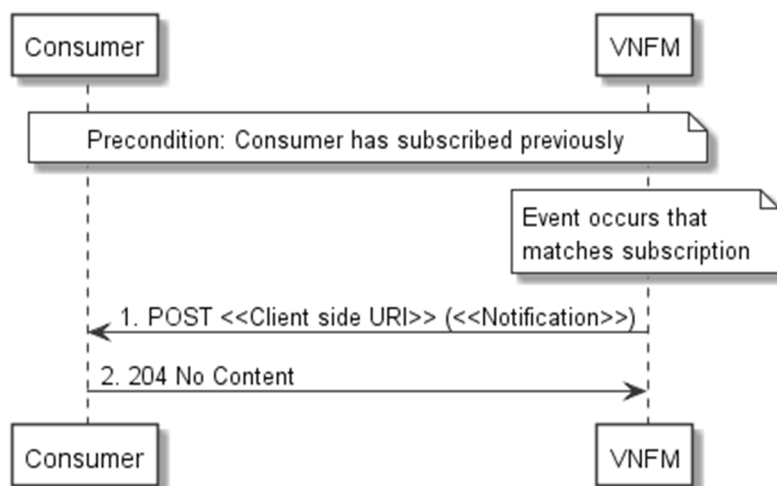 Consumer
VNFM
Precondition: Consumer has subscribed previously
Event occurs that
matches subscription
1. POST <<Client side URI>> (<<Notification>>)
2. 204 No Content
Consumer
VNFM